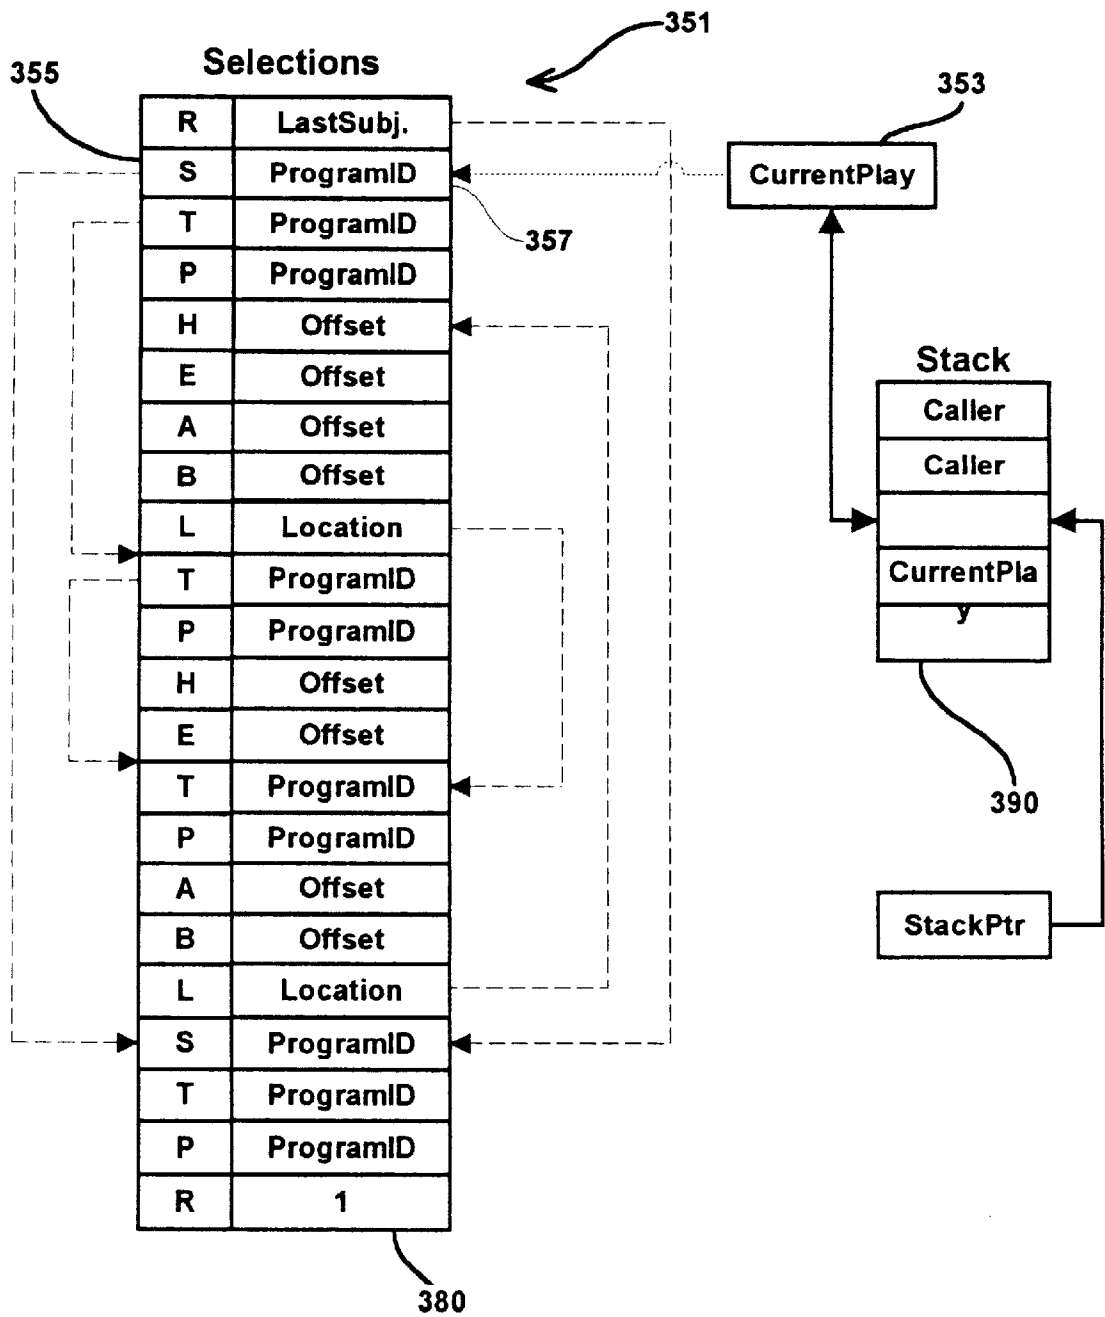 351
Selections
355
353
R LastSubj.
S ProgramID
CurrentPlay
T ProgramID
357
P ProgramID
H Offset
E Offset
Stack
A Offset
Caller
B Offset
Caller
L Location
T ProgramID
CurrentPla
y
P ProgramID
H Offset
E Offset
T ProgramID
390
P ProgramID
A Offset
B Offset
StackPtr
L Location
S ProgramID
T ProgramID
P ProgramID
R 1
380